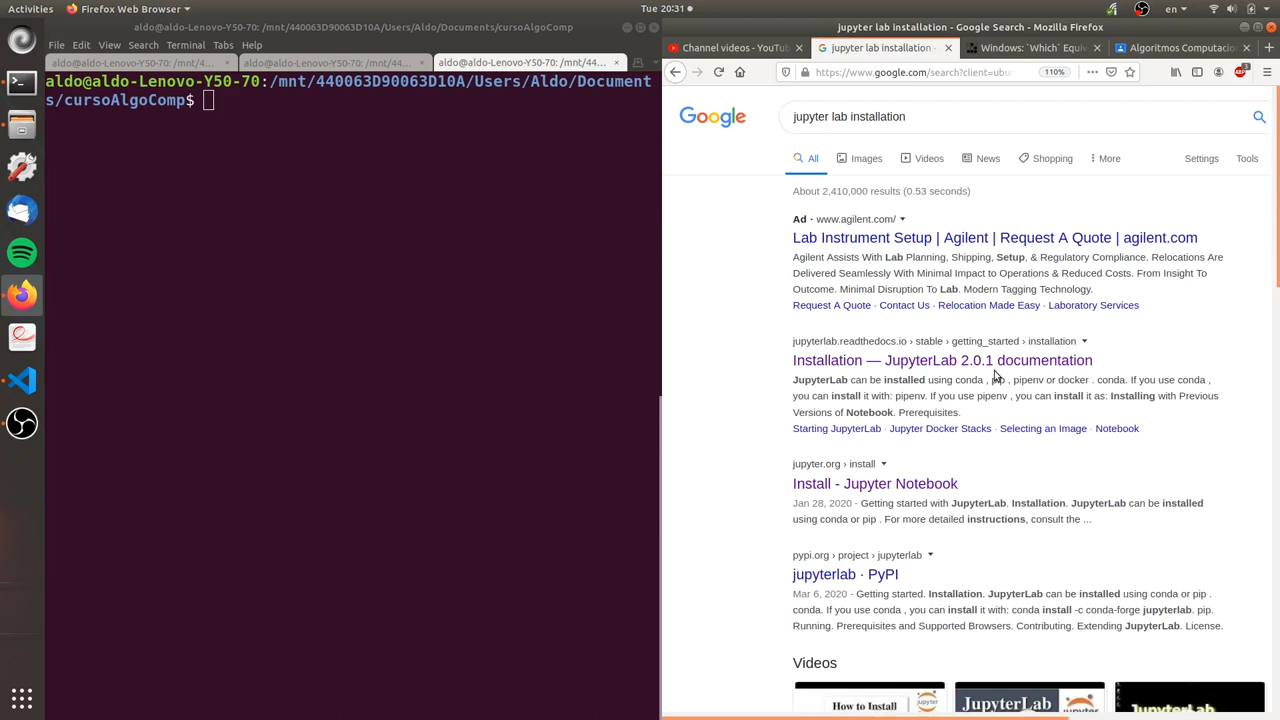 Activities
Firefox Web Browser
Tue 20:31
en
aldo@aldo-Lenovo-Y50-70: /mnt/440063D90063D10A/Users/Aldo/Documents/cursoAlgoComp
File Edit View Search Terminal Tabs Help
aldo@aldo-Lenovo-Y50-70: /mnt/44... × aldo@aldo-Lenovo-Y50-70: /mnt/44... × aldo@aldo-Lenovo-Y50-70: /mnt/44... ×
aldo@aldo-Lenovo-Y50-70:/mnt/440063D90063D10A/Users/Aldo/Document
s/cursoAlgoComp$
jupyter lab installation - Google Search - Mozilla Firefox
Channel videos - YouTub × jupyter lab installation - × Windows: `Which` Equiv × Algoritmos Computacio ×
https://www.google.com/search?client=ubu 110% 3
Google
jupyter lab installation
All Images Videos News Shopping More Settings Tools
About 2,410,000 results (0.53 seconds)
Ad · www.agilent.com/
Lab Instrument Setup | Agilent | Request A Quote | agilent.com
Agilent Assists With Lab Planning, Shipping, Setup, & Regulatory Compliance. Relocations Are
Delivered Seamlessly With Minimal Impact to Operations & Reduced Costs. From Insight To
Outcome. Minimal Disruption To Lab. Modern Tagging Technology.
Request A Quote · Contact Us · Relocation Made Easy · Laboratory Services
jupyterlab.readthedocs.io › stable › getting_started › installation
Installation — JupyterLab 2.0.1 documentation
JupyterLab can be installed using conda , pip , pipenv or docker . conda. If you use conda ,
you can install it with: pipenv. If you use pipenv , you can install it as: Installing with Previous
Versions of Notebook. Prerequisites.
Starting JupyterLab · Jupyter Docker Stacks · Selecting an Image · Notebook
jupyter.org › install
Install - Jupyter Notebook
Jan 28, 2020 - Getting started with JupyterLab. Installation. JupyterLab can be installed
using conda or pip . For more detailed instructions, consult the ...
pypi.org › project › jupyterlab
jupyterlab · PyPI
Mar 6, 2020 - Getting started. Installation. JupyterLab can be installed using conda or pip .
conda. If you use conda , you can install it with: conda install -c conda-forge jupyterlab. pip.
Running. Prerequisites and Supported Browsers. Contributing. Extending JupyterLab. License.
Videos
How to Install
jupyter
JupyterLab
JupyterLab